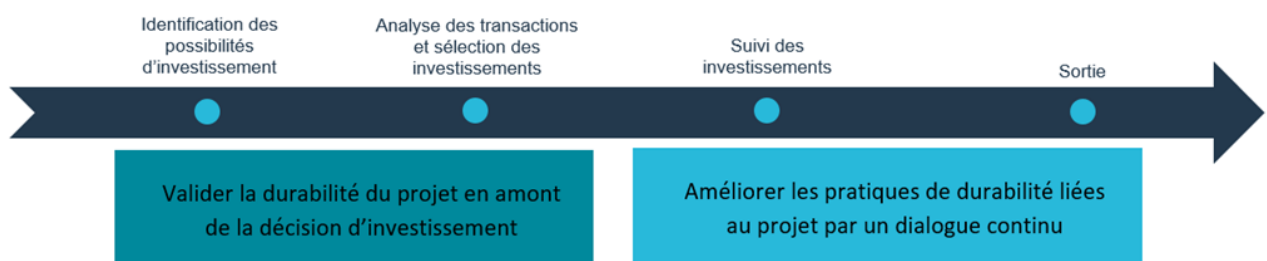 Identification des
possibilités
d’investissement
Analyse des transactions
et sélection des
investissements
Suivi des
investissements
Sortie
Valider la durabilité du projet en amont
de la décision d’investissement
Améliorer les pratiques de durabilité liées
au projet par un dialogue continu